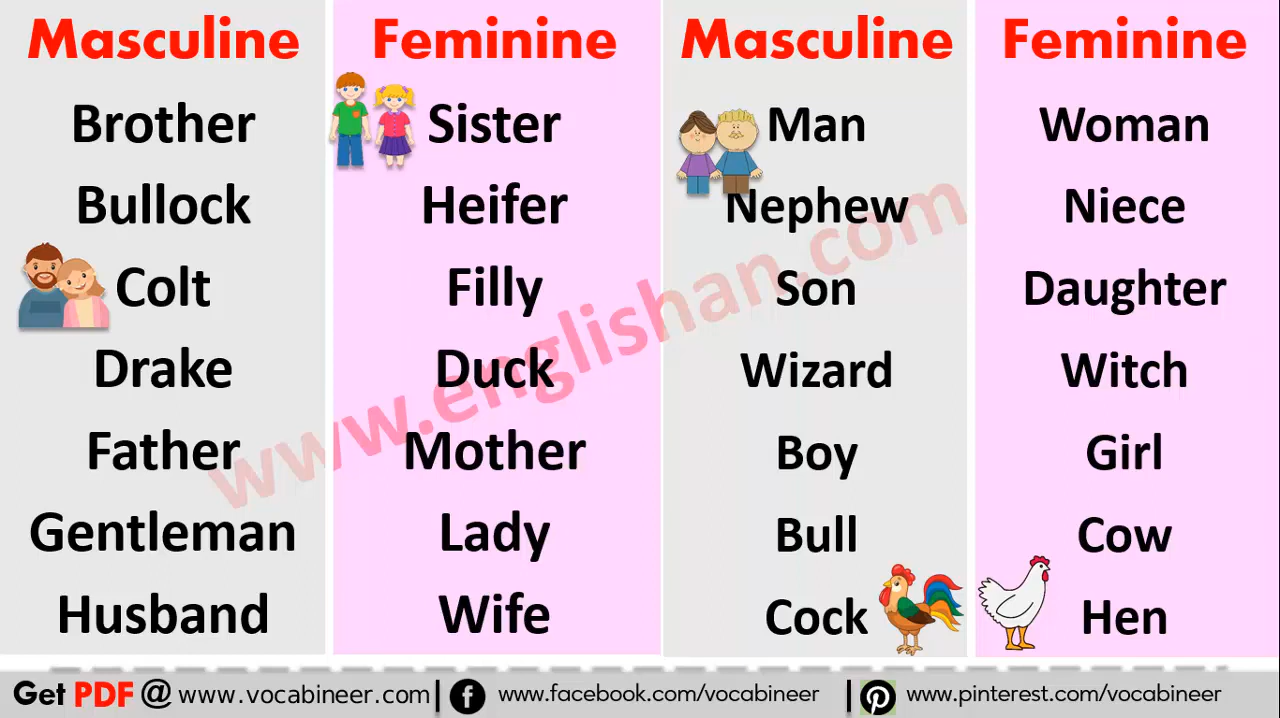 Masculine Feminine Masculine Feminine
Brother Sister Man Woman
Bullock Heifer Nephew Niece
Colt Filly Son Daughter
Drake Duck Wizard Witch
Father Mother Boy Girl
Gentleman Lady Bull Cow
Husband Wife Cock Hen
www.englishan.com
Get PDF @ www.vocabineer.com| www.facebook.com/vocabineer | www.pinterest.com/vocabineer